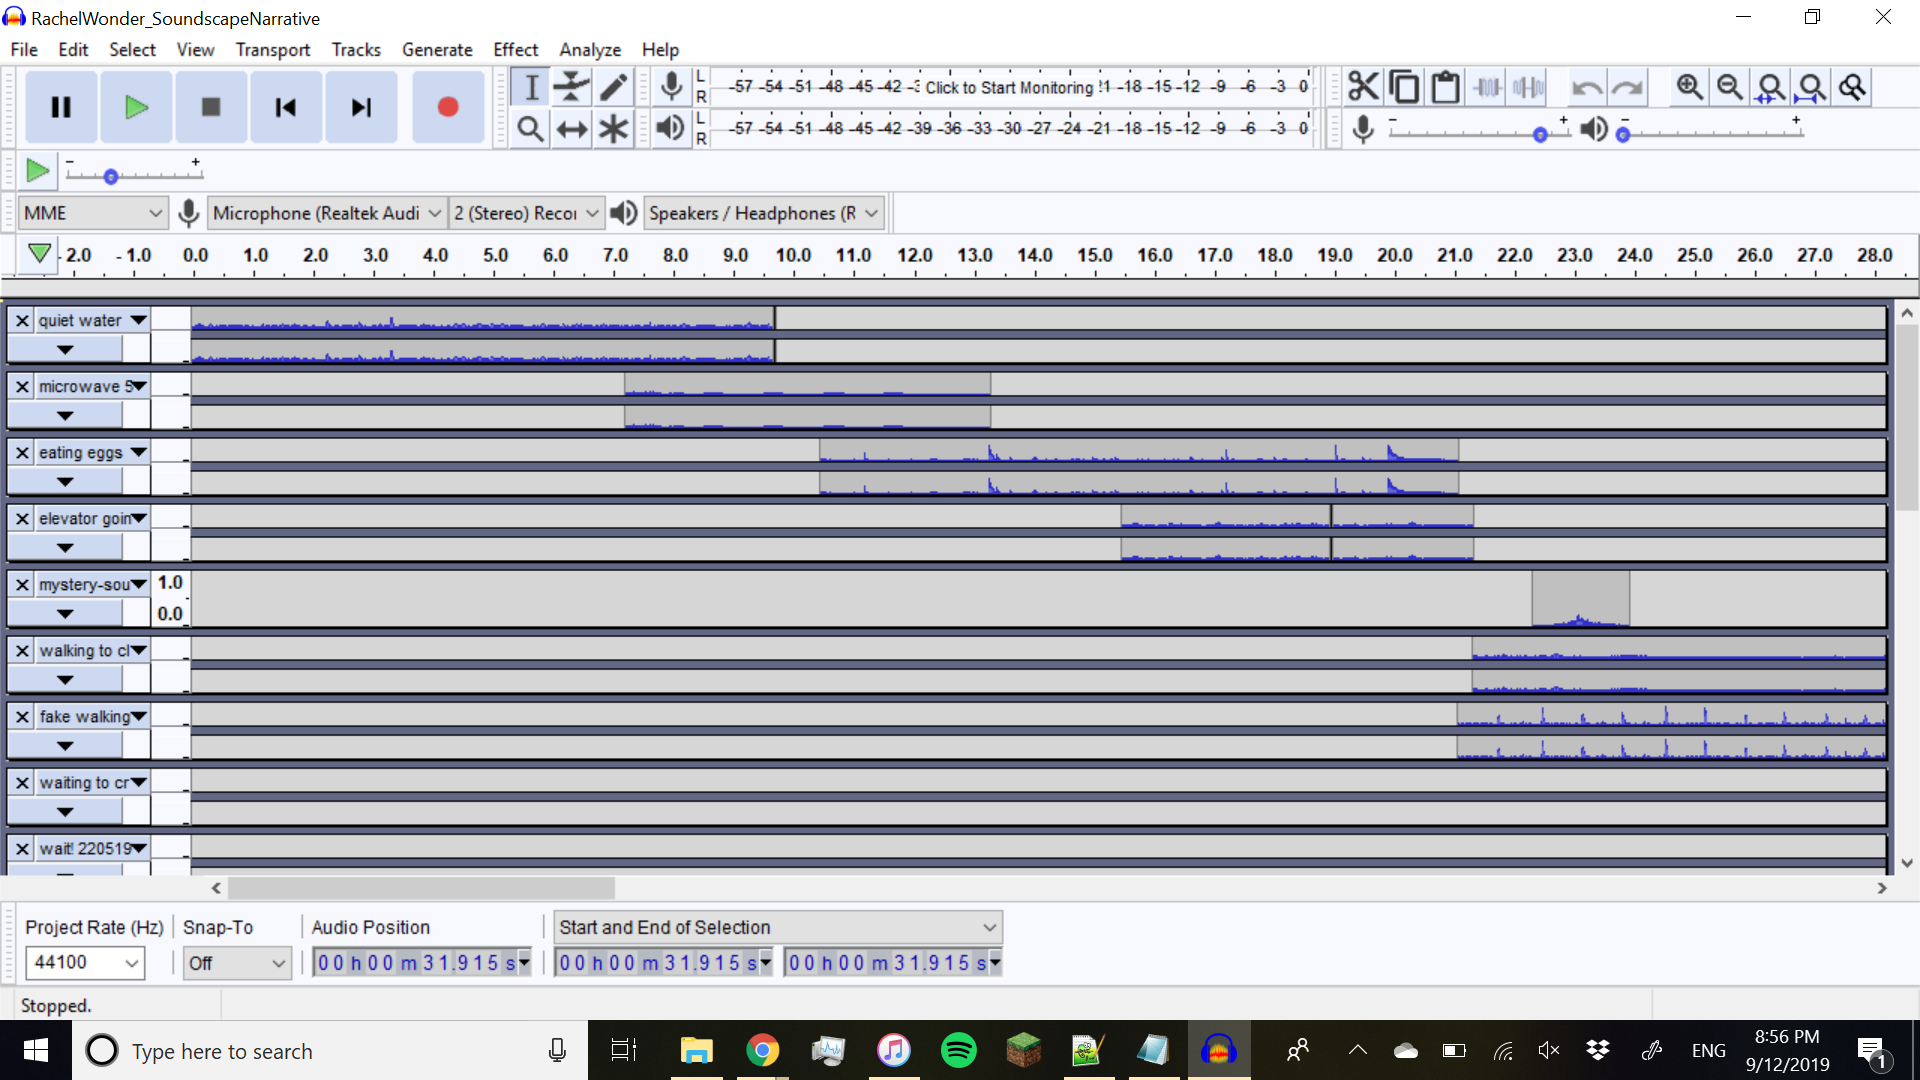 RachelWonder_SoundscapeNarrative
File Edit Select View Transport Tracks Generate Effect Analyze Help
L
R
-57 -54 -51 -48 -45 -42 -3 Click to Start Monitoring !1 -18 -15 -12 -9 -6 -3 0
L
R
-57 -54 -51 -48 -45 -42 -39 -36 -33 -30 -27 -24 -21 -18 -15 -12 -9 -6 -3 0
- + - +
- +
MME Microphone (Realtek Audi 2 (Stereo) Recor Speakers / Headphones (R
- 2.0 - 1.0 0.0 1.0 2.0 3.0 4.0 5.0 6.0 7.0 8.0 9.0 10.0 11.0 12.0 13.0 14.0 15.0 16.0 17.0 18.0 19.0 20.0 21.0 22.0 23.0 24.0 25.0 26.0 27.0 28.0
quiet water
microwave S
eating eggs
elevator goin
mystery-sou 1.0
0.0
walking to cl
fake walking
waiting to cr
wait! 220519
Project Rate (Hz) Snap-To Audio Position Start and End of Selection
44100 Off 00 h 00 m 31.915 s 00 h 00 m 31.915 s 00 h 00 m 31.915 s
Stopped.
Type here to search
ENG
8:56 PM
9/12/2019
1